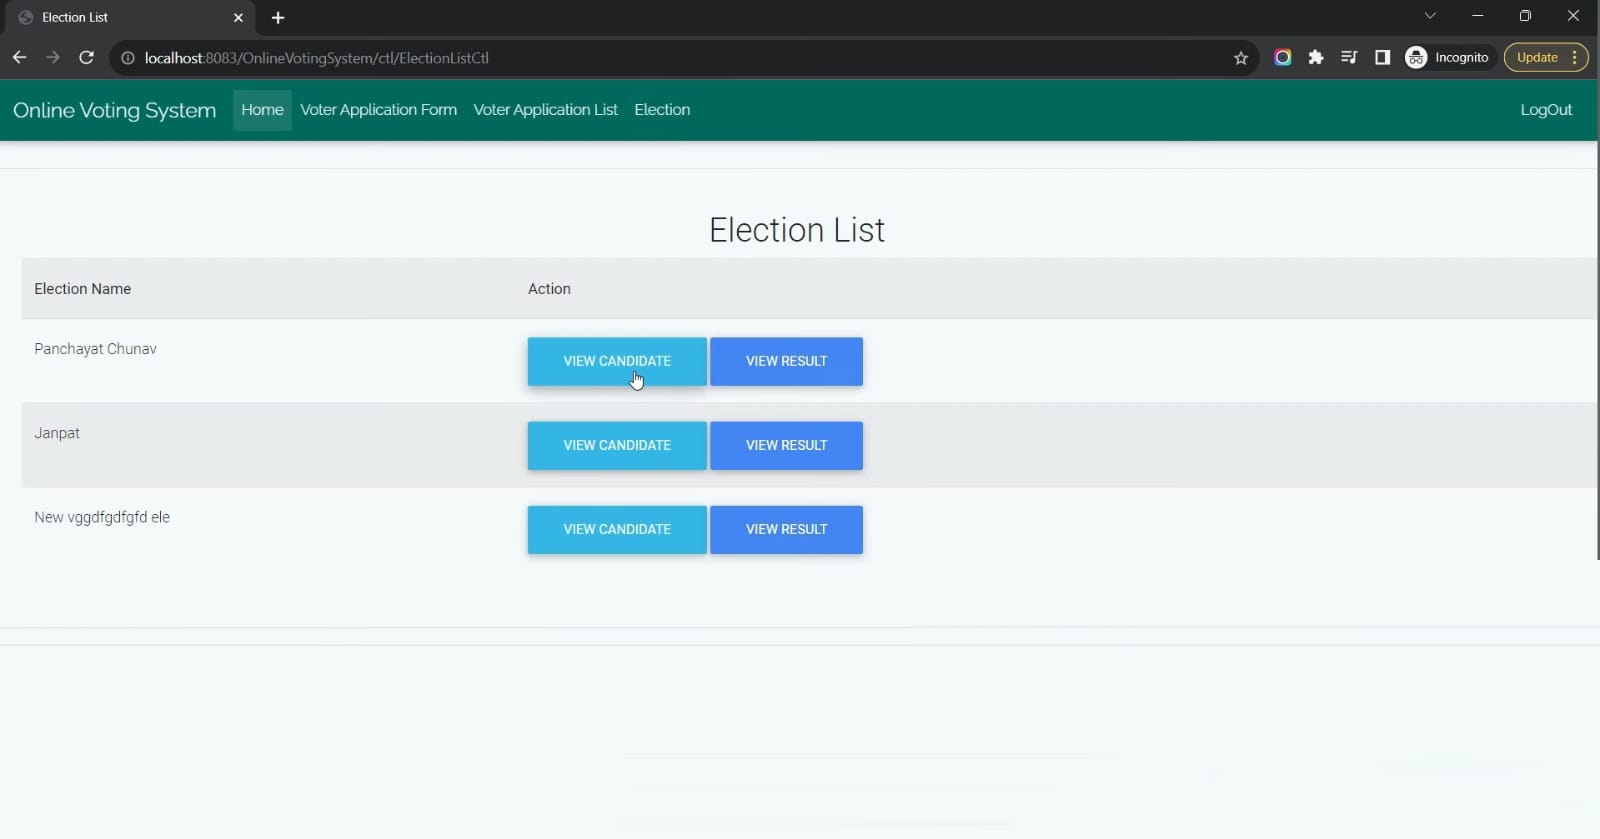 Election List
localhost:8083/OnlineVotingSystem/ctl/ElectionListCtl
Incognito
Update
Online Voting System Home Voter Application Form Voter Application List Election LogOut
Election List
Election Name Action
Panchayat Chunav VIEW CANDIDATE VIEW RESULT
Janpat VIEW CANDIDATE VIEW RESULT
New vggdfgdfgfd ele VIEW CANDIDATE VIEW RESULT